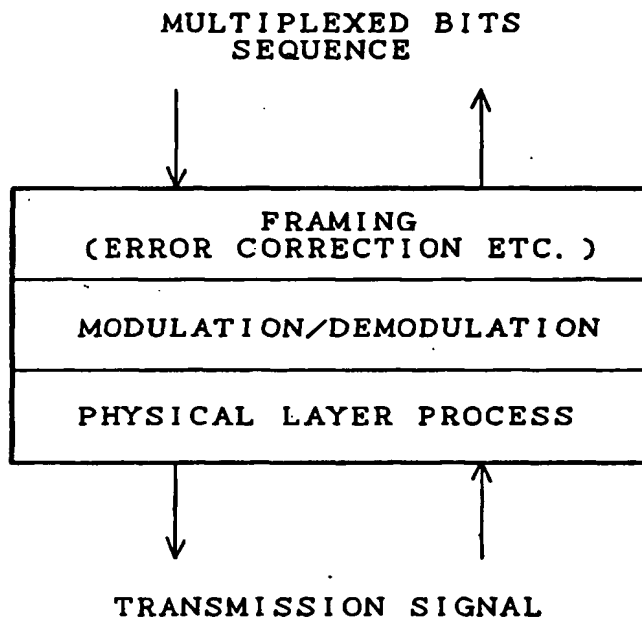 MULTIPLEXED BITS
SEQUENCE
FRAMING
(ERROR CORRECTION ETC.)
MODULATION/DEMODULATION
PHYSICAL LAYER PROCESS
TRANSMISSION SIGNAL